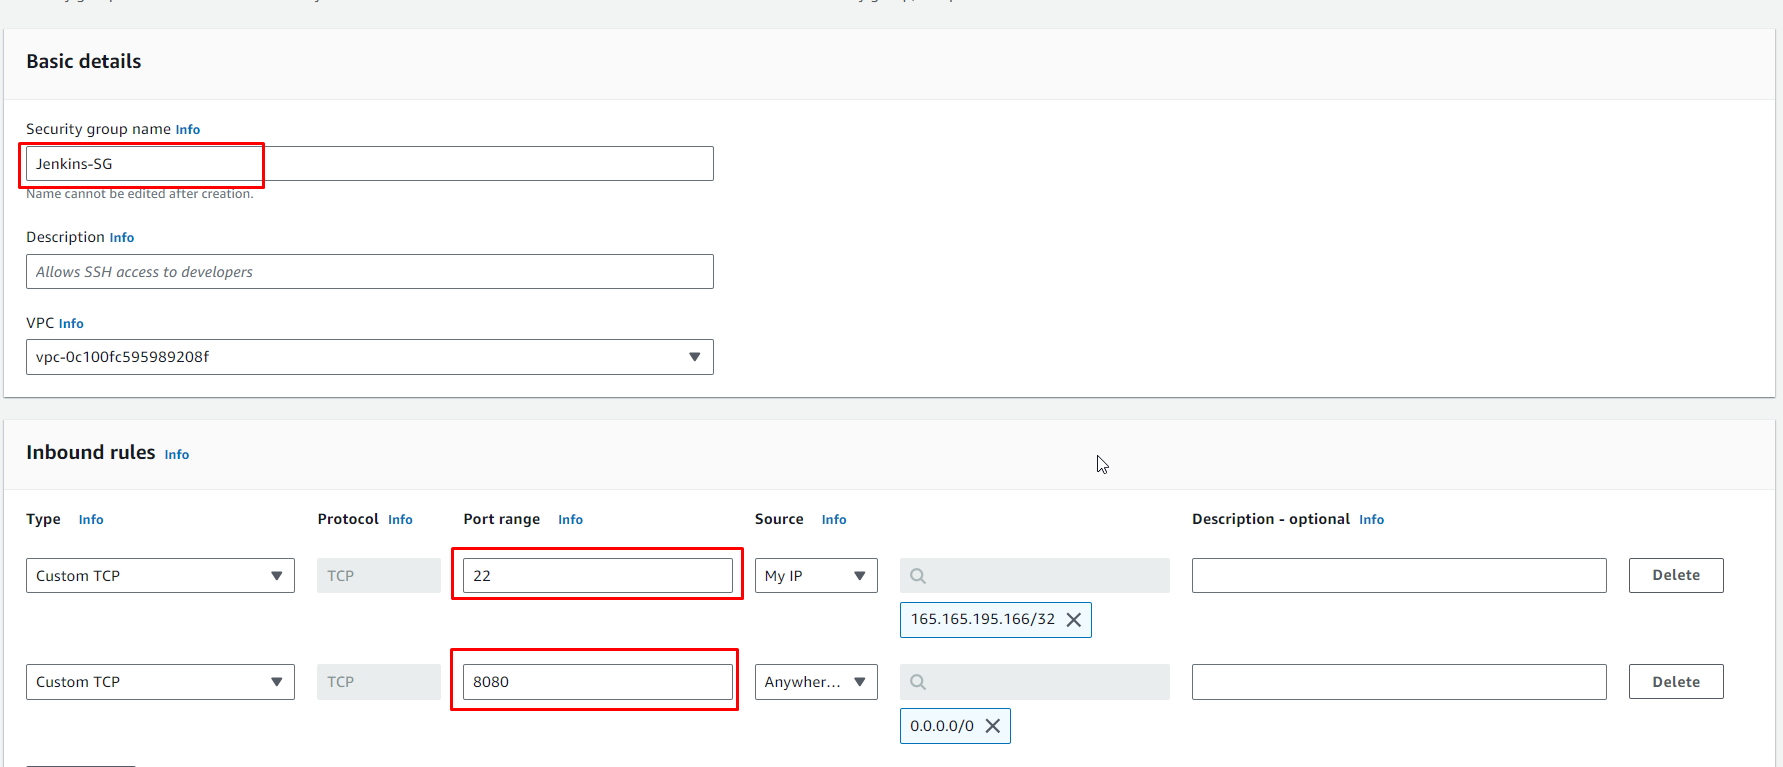 Basic details
Security group name Info
Jenkins-SG
Name cannot be edited after creation.
Description Info
Allows SSH access to developers
VPC Info
vpc-0c100fc595989208f
Inbound rules Info
Type Info Protocol Info Port range Info Source Info Description - optional Info
Custom TCP TCP 22 My IP Delete
165.165.195.166/32
Custom TCP TCP 8080 Anywher... Delete
0.0.0.0/0